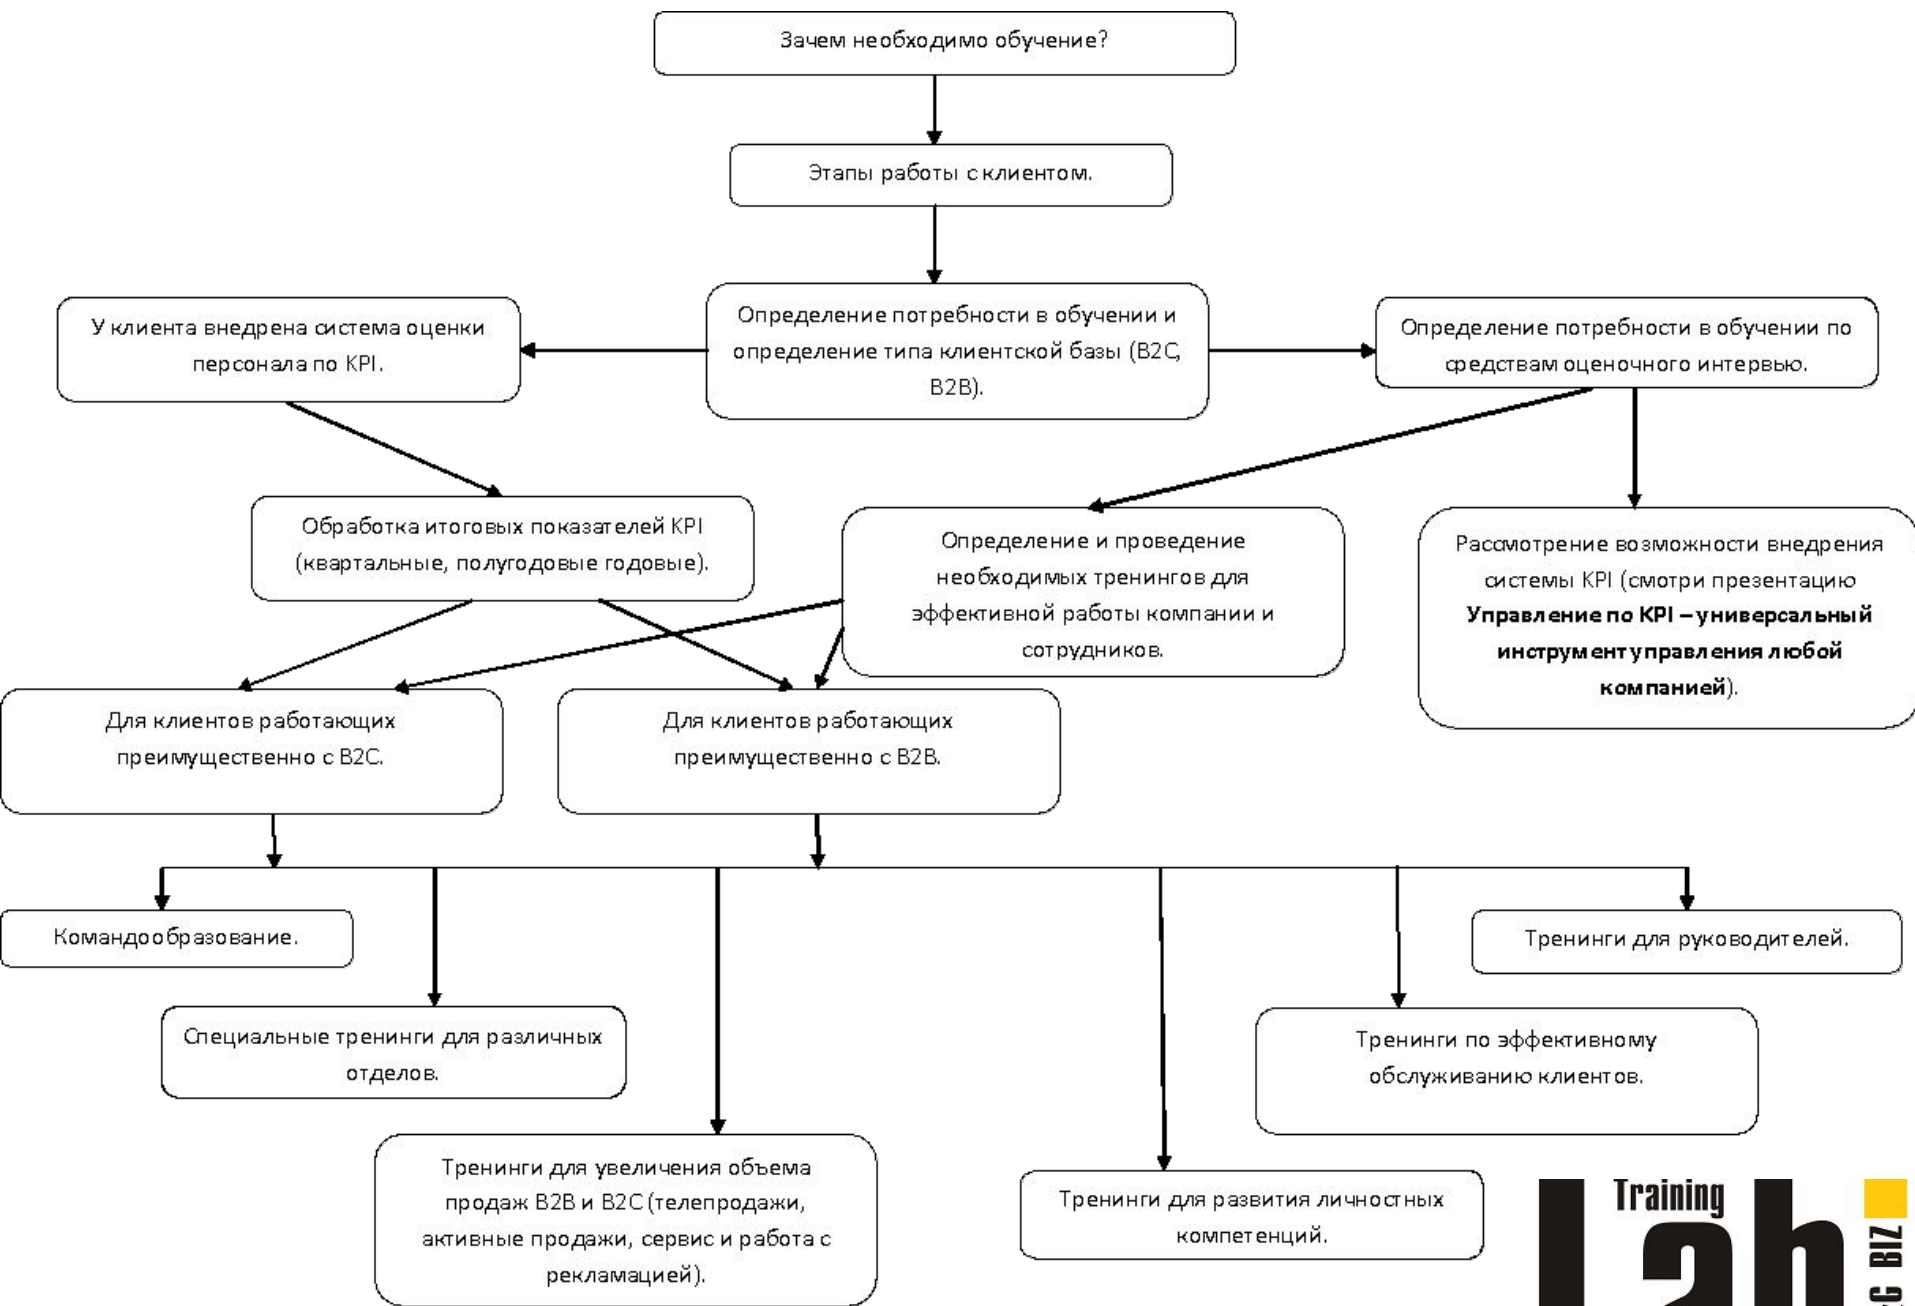 Зачем необходимо обучение?
Этапы работы с клиентом.
У клиента внедрена система оценки
персонала по KPI.
Определение потребности в обучении и
определение типа клиентской базы (B2C,
B2B).
Определение потребности в обучении по
средствам оценочного интервью.
Обработка итоговых показателей KPI
(квартальные, полугодовые годовые).
Определение и проведение
необходимых тренингов для
эффективной работы компании и
сотрудников.
Рассмотрение возможности внедрения
системы KPI (смотри презентацию
Управление по KPI – универсальный
инструмент управления любой
компанией).
Для клиентов работающих
преимущественно с B2C.
Для клиентов работающих
преимущественно с B2B.
Командообразование.
Тренинги для руководителей.
Специальные тренинги для различных
отделов.
Тренинги по эффективному
обслуживанию клиентов.
Тренинги для увеличения объема
продаж B2B и B2C (телепродажи,
активные продажи, сервис и работа с
рекламацией).
Тренинги для развития личностных
компетенций.
Training
Lab
BIZ